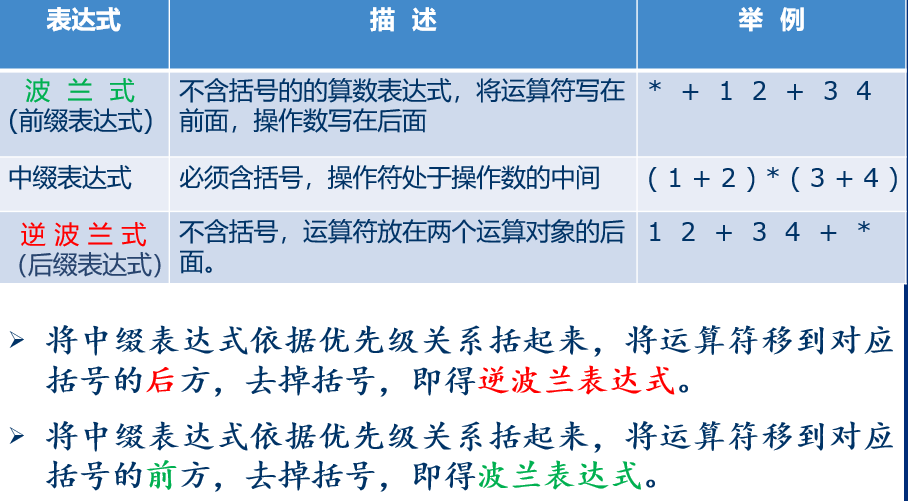 表达式 描 述 举 例
波 兰 式
(前缀表达式)
不含括号的的算数表达式，将运算符写在
前面，操作数写在后面
* + 1 2 + 3 4
中缀表达式 必须含括号，操作符处于操作数的中间 ( 1 + 2 ) * ( 3 + 4 )
逆 波 兰 式
（后缀表达式）
不含括号，运算符放在两个运算对象的后
面。
1 2 + 3 4 + *
➢ 将中缀表达式依据优先级关系括起来，将运算符移到对应
括号的后方，去掉括号，即得逆波兰表达式。
➢ 将中缀表达式依据优先级关系括起来，将运算符移到对应
括号的前方，去掉括号，即得波兰表达式。